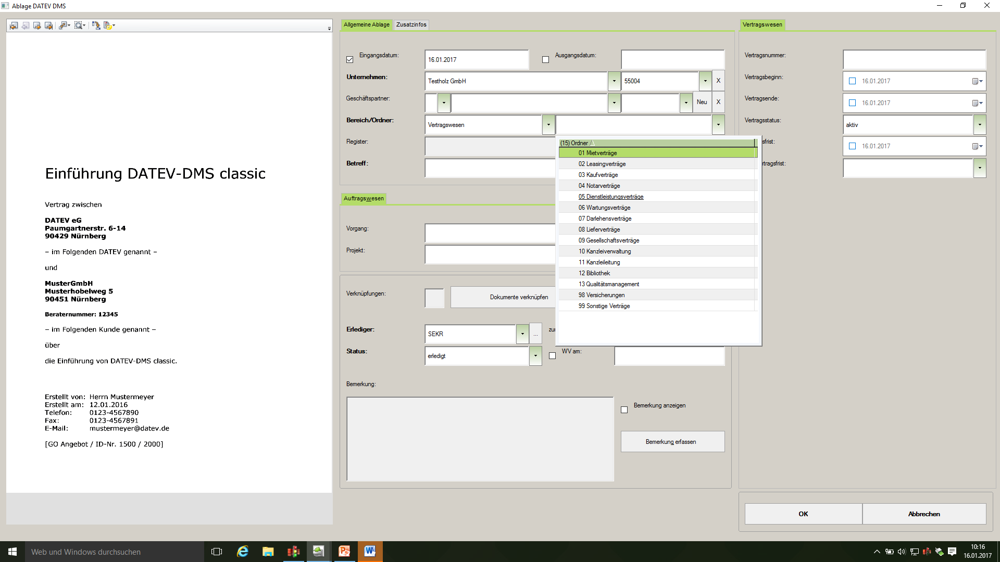 Ablage DATEV DMS
Einführung DATEV-DMS classic
Vertrag zwischen
DATEV eG
Paumgartnerstr. 6-14
90429 Nürnberg
– im Folgenden DATEV genannt –
und
MusterGmbH
Musterhobelweg 5
90451 Nürnberg
Beraternummer: 12345
– im Folgenden Kunde genannt –
über
die Einführung von DATEV-DMS classic.
Erstellt von: Herrn Mustermeyer
Erstellt am: 12.01.2016
Telefon: 0123-4567890
Fax: 0123-4567891
E-Mail: mustermeyer@datev.de
[GO Angebot / ID-Nr. 1500 / 2000]
Allgemeine Ablage Zusatzinfos
Eingangsdatum: 16.01.2017 Ausgangsdatum:
Unternehmen: Testholz GmbH 55004 X
Geschäftspartner: Neu X
Bereich/Ordner: Vertragswesen
Register:
Betreff:
(15) Ordner
01 Mietverträge
02 Leasingverträge
03 Kaufverträge
04 Notarverträge
05 Dienstleistungsverträge
06 Wartungsverträge
07 Darlehensverträge
08 Lieferverträge
09 Gesellschaftsverträge
10 Kanzleiverwaltung
11 Kanzleileitung
12 Bibliothek
13 Qualitätsmanagement
98 Versicherungen
99 Sonstige Verträge
Auftragswesen
Vorgang:
Projekt:
Verknüpfungen: Dokumente verknüpfen
Erlediger: SEKR ... zur
Status: erledigt WV am:
Bemerkung:
Bemerkung anzeigen
Bemerkung erfassen
Vertragswesen
Vertragsnummer:
Vertragsbeginn: 16.01.2017
Vertragsende: 16.01.2017
Vertragsstatus: aktiv
sfrist: 16.01.2017
rtragsfrist:
OK Abbrechen
Web und Windows durchsuchen
10:16
16.01.2017